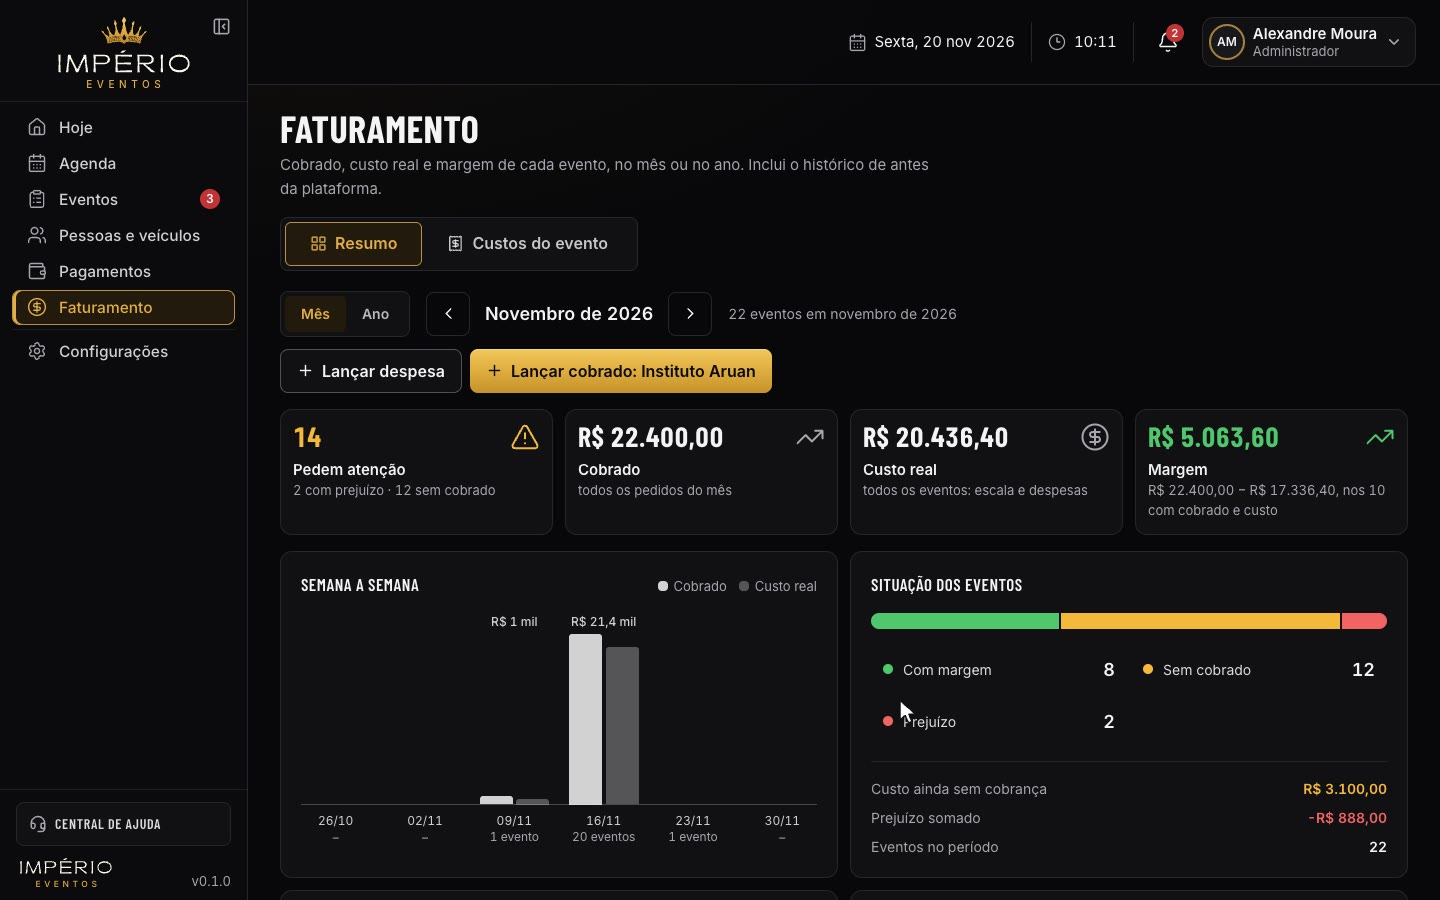 IMPÉRIO
EVENTOS
Sexta, 20 nov 2026
10:11
2
AM
Alexandre Moura
Administrador
Hoje
Agenda
Eventos
3
Pessoas e veículos
Pagamentos
Faturamento
Configurações
CENTRAL DE AJUDA
IMPÉRIO
EVENTOS
v0.1.0
FATURAMENTO
Cobrado, custo real e margem de cada evento, no mês ou no ano. Inclui o histórico de antes
da plataforma.
Resumo
Custos do evento
Mês
Ano
Novembro de 2026
22 eventos em novembro de 2026
+ Lançar despesa
+ Lançar cobrado: Instituto Aruan
14
Pedem atenção
2 com prejuízo · 12 sem cobrado
R$ 22.400,00
Cobrado
todos os pedidos do mês
R$ 20.436,40
Custo real
todos os eventos: escala e despesas
R$ 5.063,60
Margem
R$ 22.400,00 − R$ 17.336,40, nos 10
com cobrado e custo
SEMANA A SEMANA
Cobrado
Custo real
R$ 1 mil
R$ 21,4 mil
26/10
–
02/11
–
09/11
1 evento
16/11
20 eventos
23/11
1 evento
30/11
–
SITUAÇÃO DOS EVENTOS
Com margem
8
Sem cobrado
12
Prejuízo
2
Custo ainda sem cobrança
R$ 3.100,00
Prejuízo somado
-R$ 888,00
Eventos no período
22